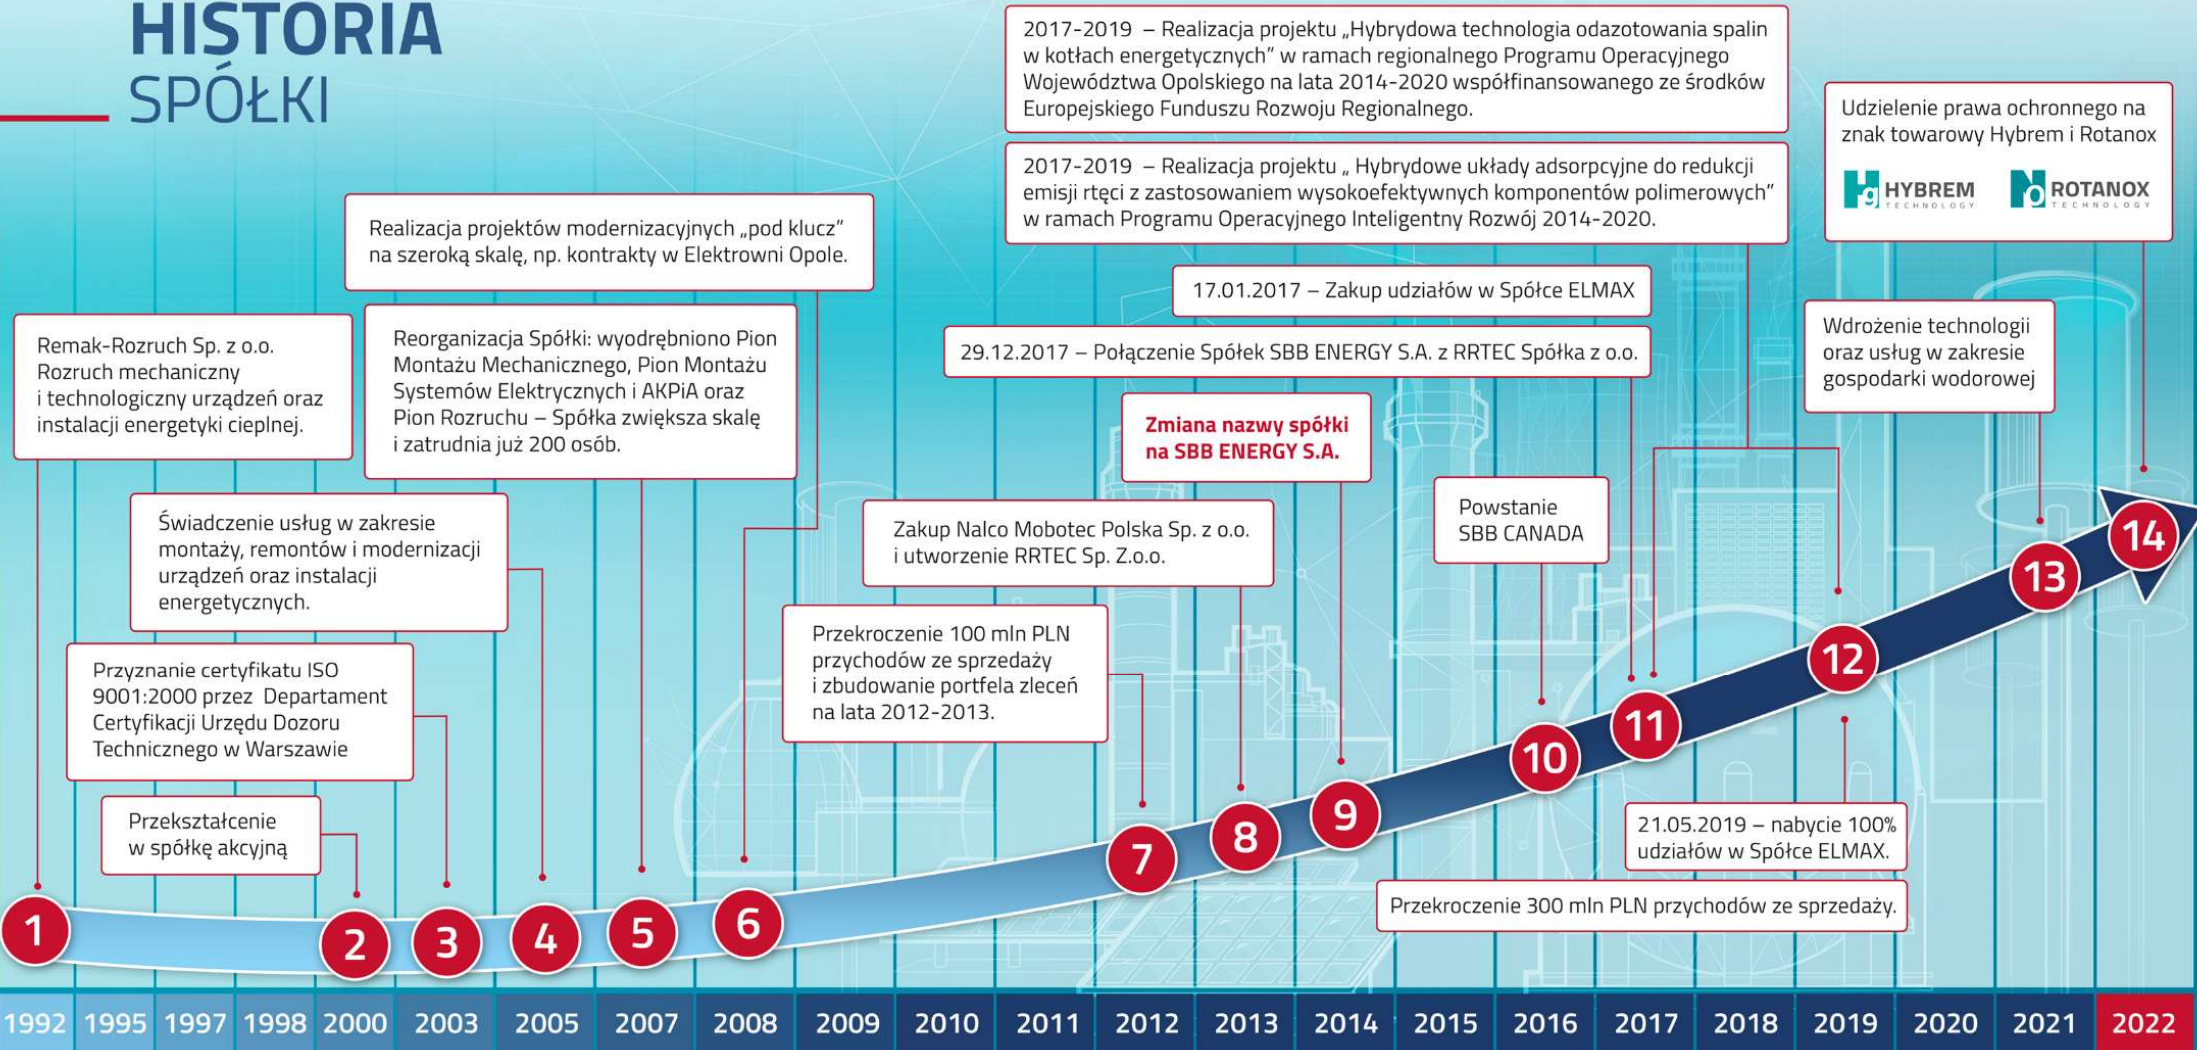 HISTORIA
SPÓŁKI
Remak-Rozruch Sp. z o.o.
Rozruch mechaniczny
i technologiczny urządzeń oraz
instalacji energetyki cieplnej.
Przekształcenie
w spółkę akcyjną
Przyznanie certyfikatu ISO
9001:2000 przez Departament
Certyfikacji Urzędu Dozoru
Technicznego w Warszawie
Świadczenie usług w zakresie
montaży, remontów i modernizacji
urządzeń oraz instalacji
energetycznych.
Reorganizacja Spółki: wyodrębniono Pion
Montażu Mechanicznego, Pion Montażu
Systemów Elektrycznych i AKPiA oraz
Pion Rozruchu – Spółka zwiększa skalę
i zatrudnia już 200 osób.
Realizacja projektów modernizacyjnych „pod klucz”
na szeroką skalę, np. kontrakty w Elektrowni Opole.
Przekroczenie 100 mln PLN
przychodów ze sprzedaży
i zbudowanie portfela zleceń
na lata 2012-2013.
Zakup Nalco Mobotec Polska Sp. z o.o.
i utworzenie RRTEC Sp. Z.o.o.
Zmiana nazwy spółki
na SBB ENERGY S.A.
Powstanie
SBB CANADA
17.01.2017 – Zakup udziałów w Spółce ELMAX
29.12.2017 – Połączenie Spółek SBB ENERGY S.A. z RRTEC Spółka z o.o.
2017-2019 – Realizacja projektu „Hybrydowa technologia odazotowania spalin
w kotłach energetycznych” w ramach regionalnego Programu Operacyjnego
Województwa Opolskiego na lata 2014-2020 współfinansowanego ze środków
Europejskiego Funduszu Rozwoju Regionalnego.
2017-2019 – Realizacja projektu „ Hybrydowe układy adsorpcyjne do redukcji
emisji rtęci z zastosowaniem wysokoefektywnych komponentów polimerowych”
w ramach Programu Operacyjnego Inteligentny Rozwój 2014-2020.
21.05.2019 – nabycie 100%
udziałów w Spółce ELMAX.
Przekroczenie 300 mln PLN przychodów ze sprzedaży.
Wdrożenie technologii
oraz usług w zakresie
gospodarki wodorowej
Udzielenie prawa ochronnego na
znak towarowy Hybrem i Rotanox
Hg HYBREM
TECHNOLOGY
NO ROTANOX
TECHNOLOGY
1 2 3 4 5 6 7 8 9 10 11 12 13 14
1992 1995 1997 1998 2000 2003 2005 2007 2008 2009 2010 2011 2012 2013 2014 2015 2016 2017 2018 2019 2020 2021 2022